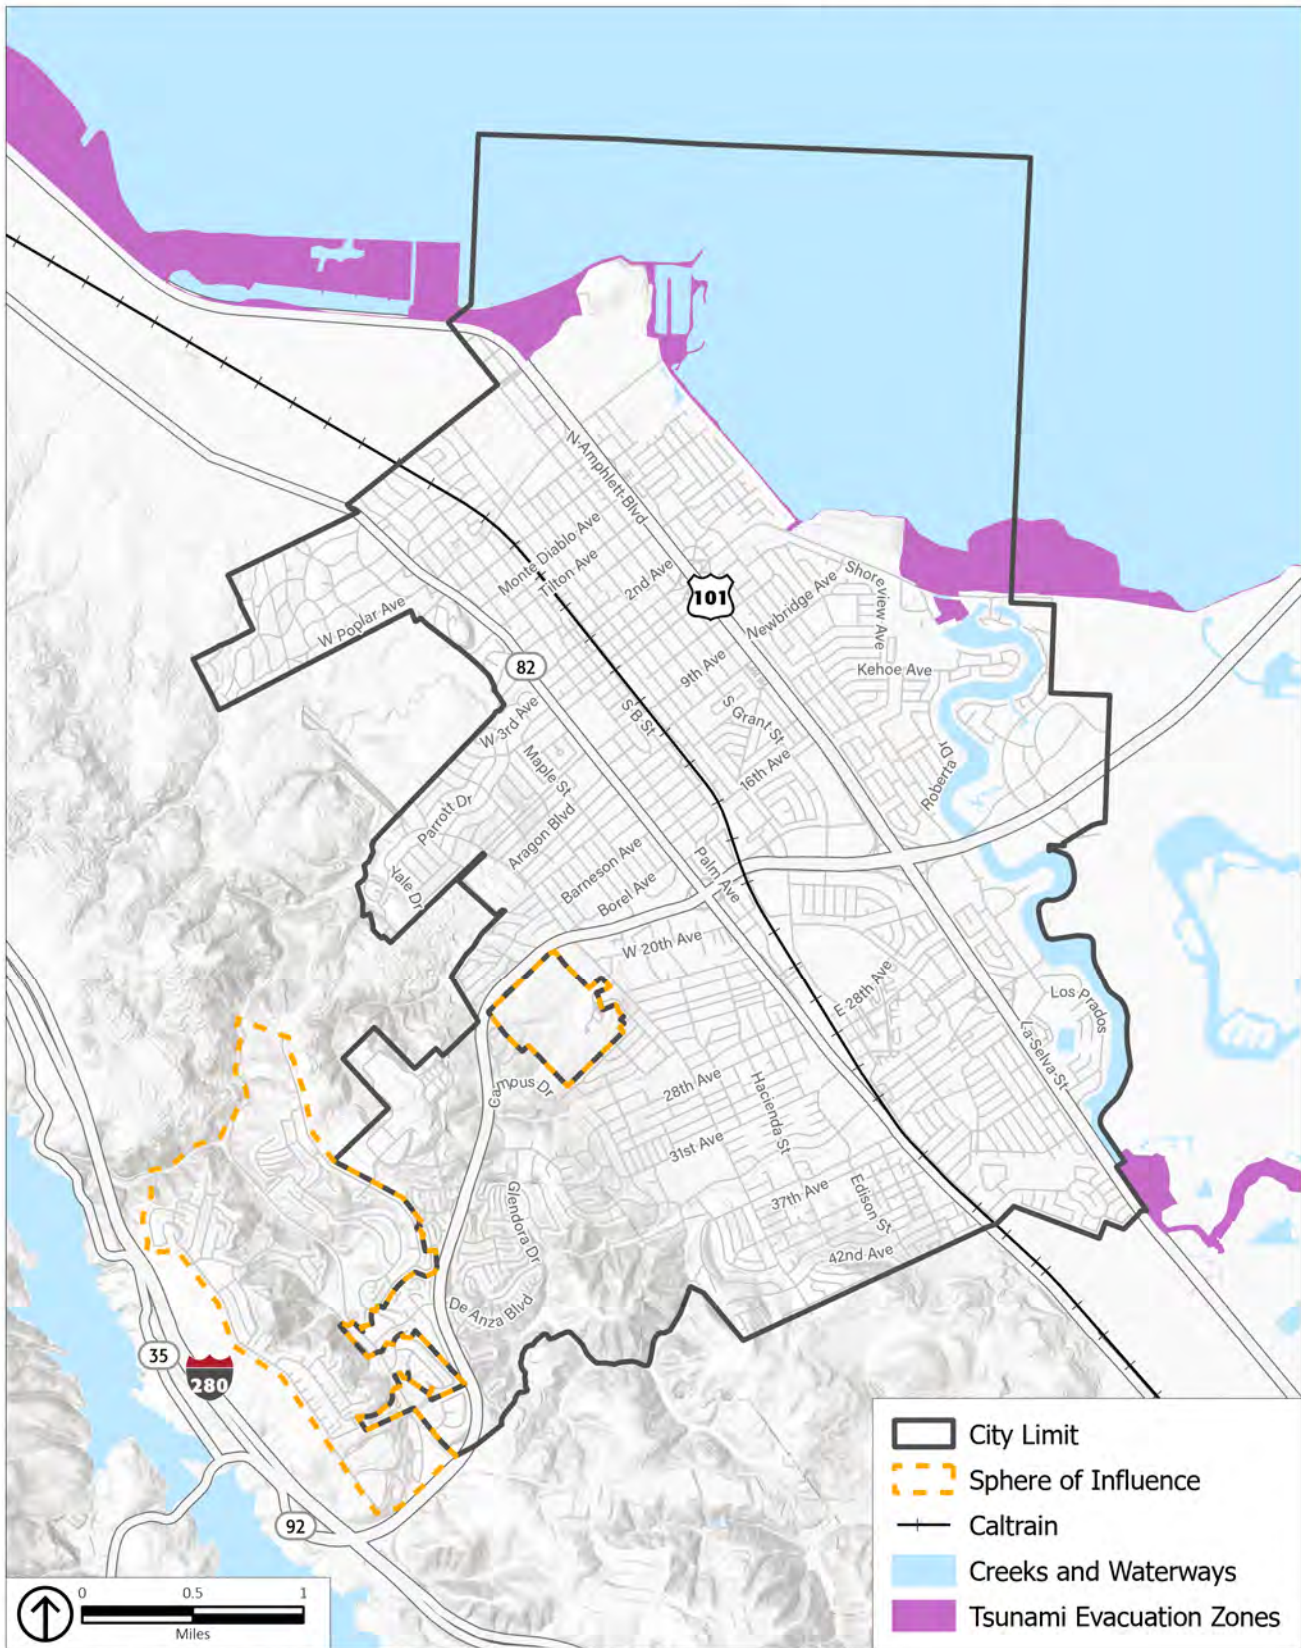 N Amphlett Blvd
Monte Diablo Ave
Tilton Ave
2nd Ave
101
Newbridge Ave
Shoreview Ave
W Poplar Ave
82
9th Ave
Kehoe Ave
W 3rd Ave
S B St
S Grant St
Maple St
16th Ave
Roberta Dr
Parrott Dr
Aragon Blvd
Yale Dr
Barneson Ave
Borel Ave
Palm Ave
W 20th Ave
E 28th Ave
Los Prados
La Selva St
Campus Dr
28th Ave
Hacienda St
31st Ave
Glendora Dr
37th Ave
Edison St
42nd Ave
De Anza Blvd
35
280
92
City Limit
Sphere of Influence
Caltrain
Creeks and Waterways
Tsunami Evacuation Zones
0 0.5 1
Miles